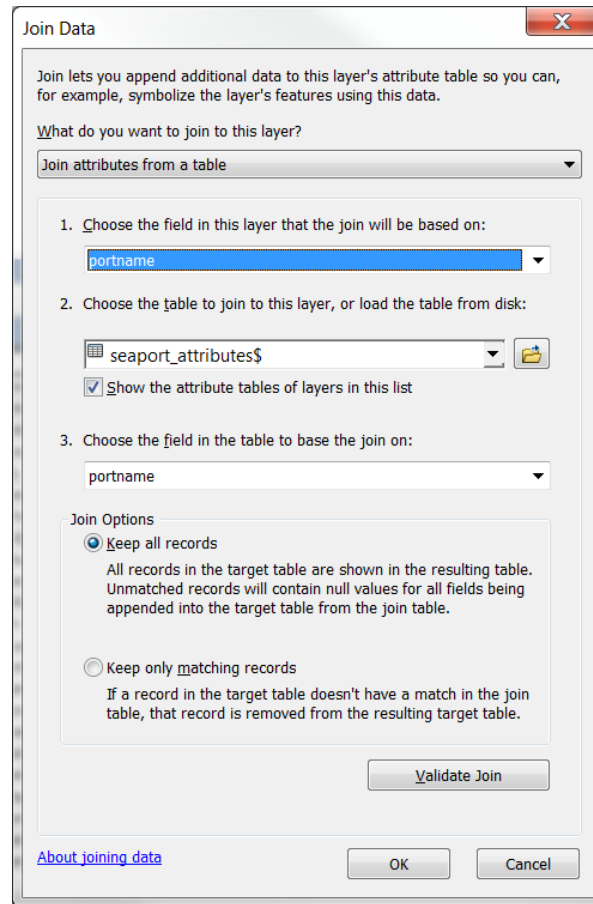 Join Data
Join lets you append additional data to this layer's attribute table so you can,
for example, symbolize the layer's features using this data.
What do you want to join to this layer?
Join attributes from a table
1. Choose the field in this layer that the join will be based on:
portname
2. Choose the table to join to this layer, or load the table from disk:
seaport_attributes$
Show the attribute tables of layers in this list
3. Choose the field in the table to base the join on:
portname
Join Options
Keep all records
All records in the target table are shown in the resulting table.
Unmatched records will contain null values for all fields being
appended into the target table from the join table.
Keep only matching records
If a record in the target table doesn't have a match in the join
table, that record is removed from the resulting target table.
Validate Join
About joining data
OK
Cancel